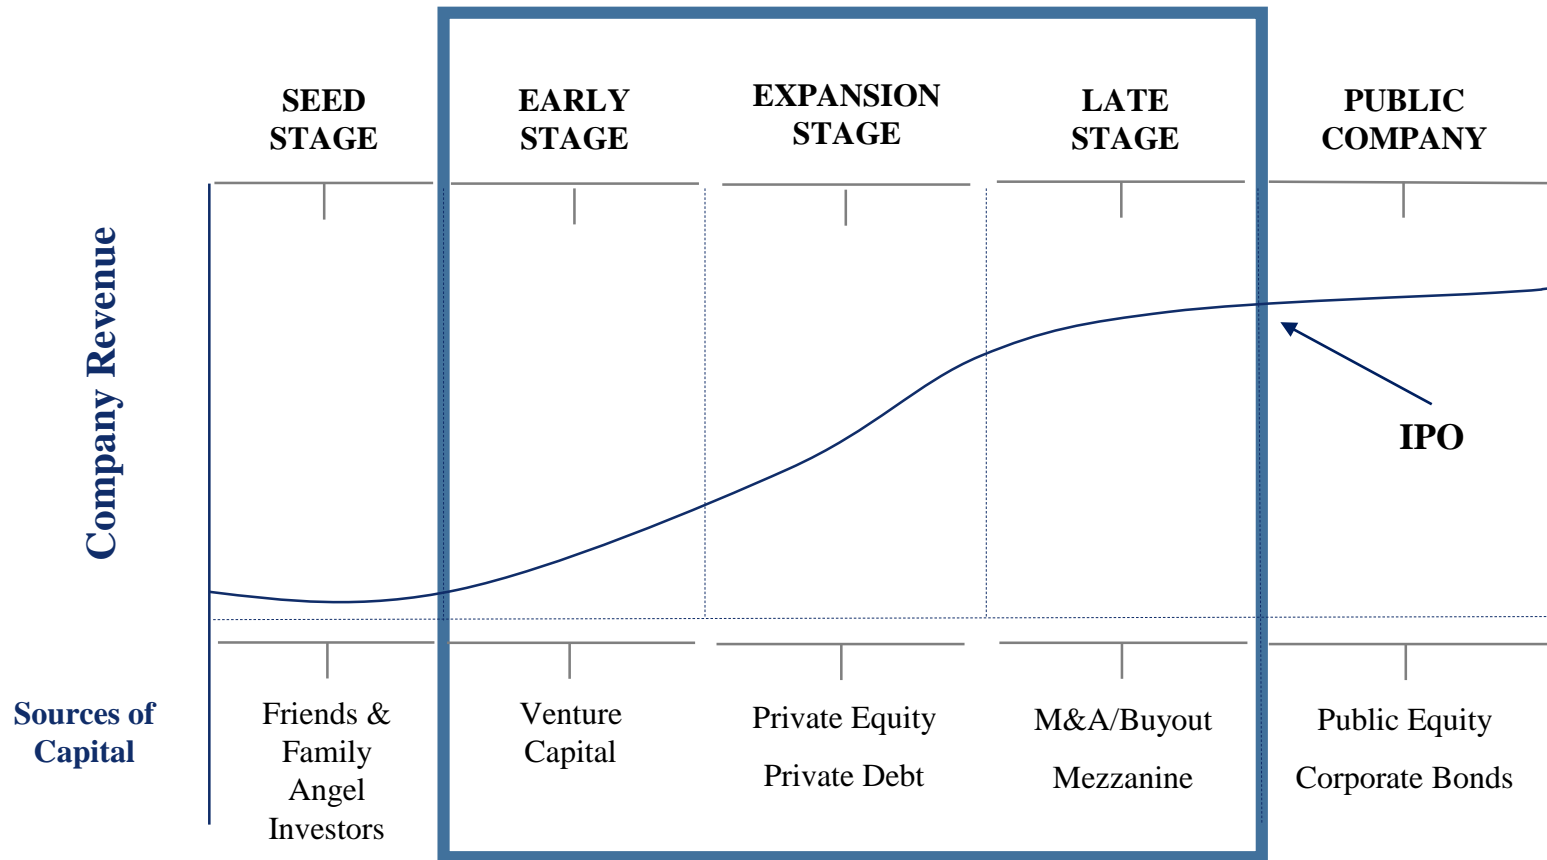 SEED
STAGE
EARLY
STAGE
EXPANSION
STAGE
LATE
STAGE
PUBLIC
COMPANY
Company Revenue
IPO
Sources of
Capital
Friends &
Family
Angel
Investors
Venture
Capital
Private Equity
Private Debt
M&A/Buyout
Mezzanine
Public Equity
Corporate Bonds